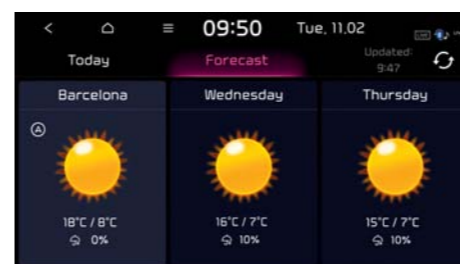 09:50 Tue, 11.02
Today Forecast Updated: 9:47
Barcelona Wednesday Thursday
A
18°C / 8°C 16°C / 7°C 15°C / 7°C
0% 10% 10%